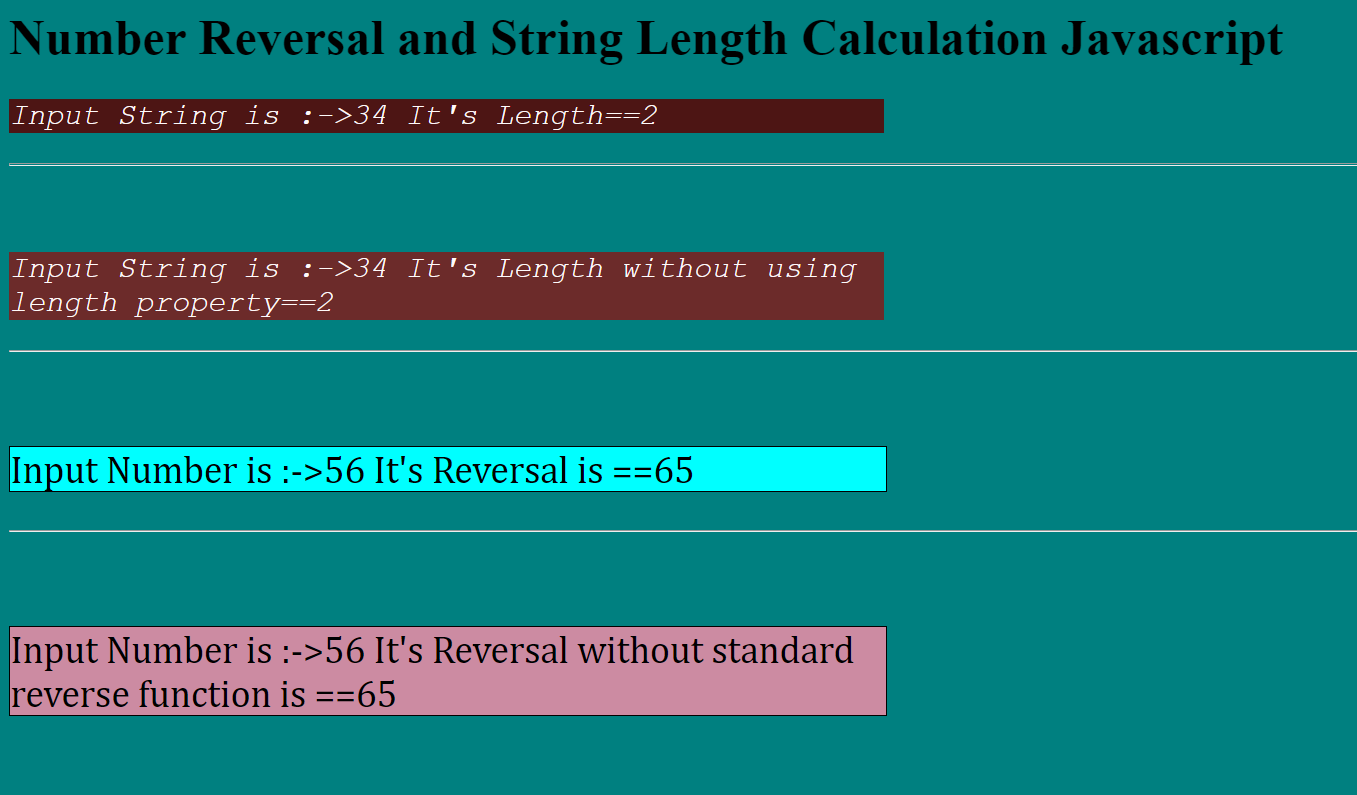 Number Reversal and String Length Calculation Javascript
Input String is :->34 It's Length==2
Input String is :->34 It's Length without using
length property==2
Input Number is :->56 It's Reversal is ==65
Input Number is :->56 It's Reversal without standard
reverse function is ==65